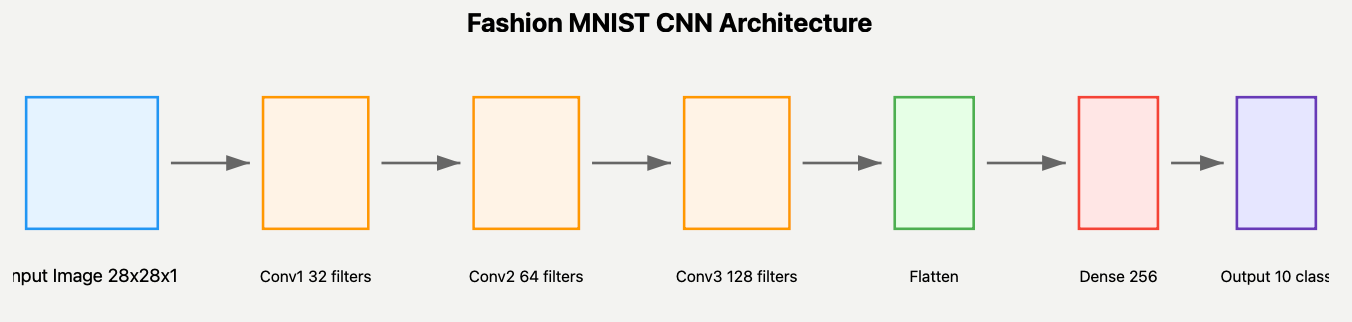 Fashion MNIST CNN Architecture
nput Image 28x28x1
Conv1 32 filters
Conv2 64 filters
Conv3 128 filters
Flatten
Dense 256
Output 10 class